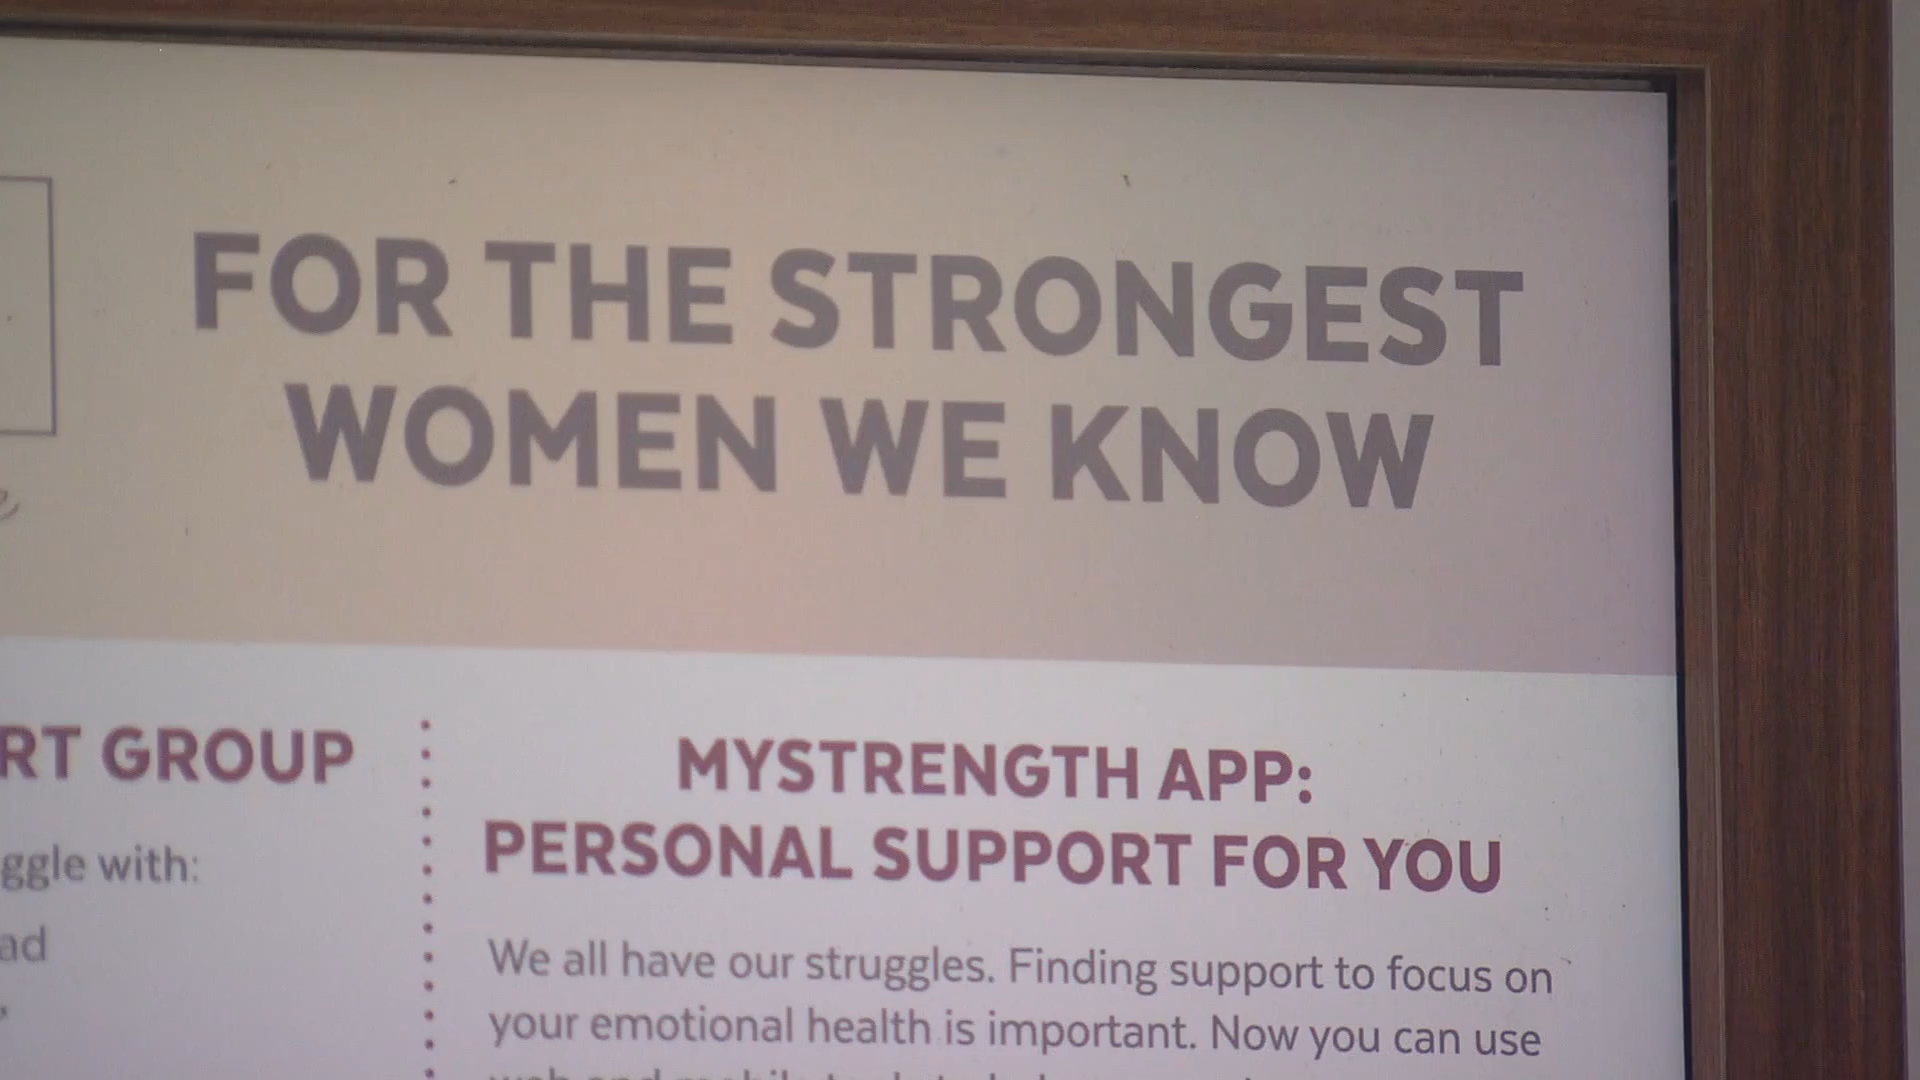 FOR THE STRONGEST
WOMEN WE KNOW
RT GROUP
ggle with:
ad
MYSTRENGTH APP:
PERSONAL SUPPORT FOR YOU
We all have our struggles. Finding support to focus on
your emotional health is important. Now you can use